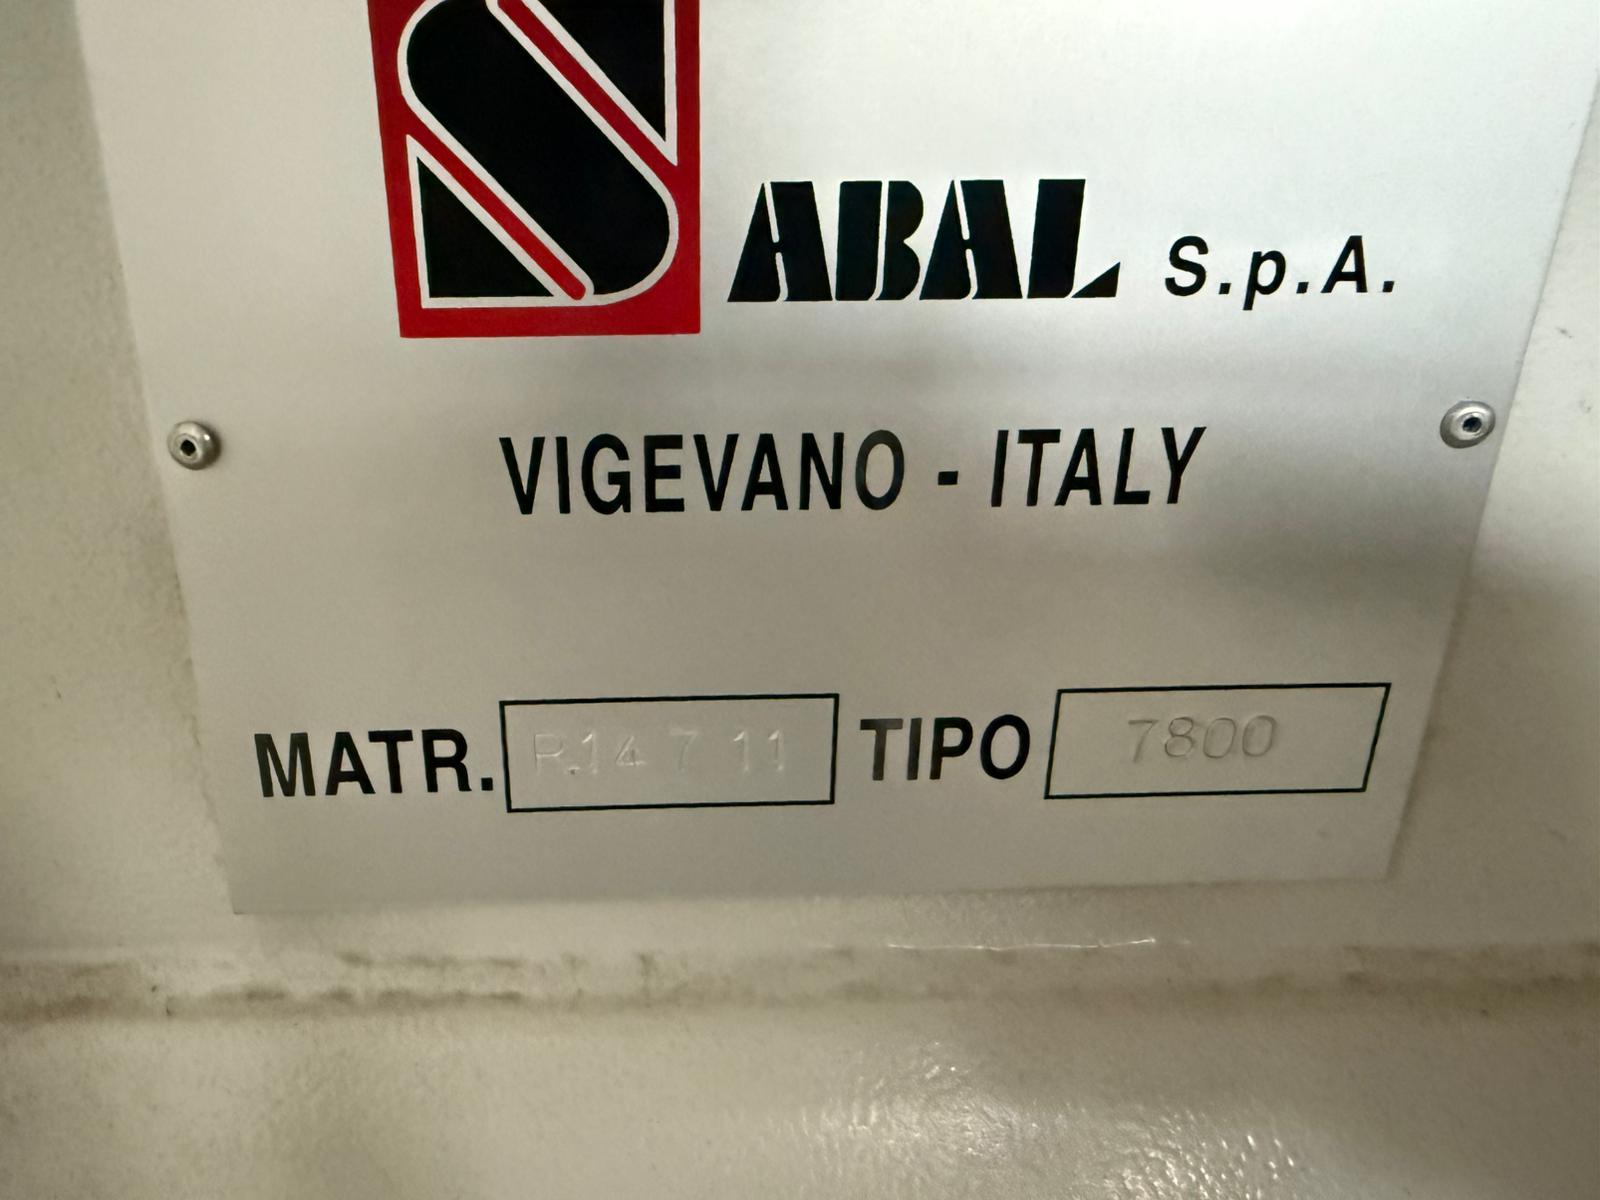 SABAL S.p.A.
VIGEVANO - ITALY
MATR. R.14 7 11 TIPO 7800